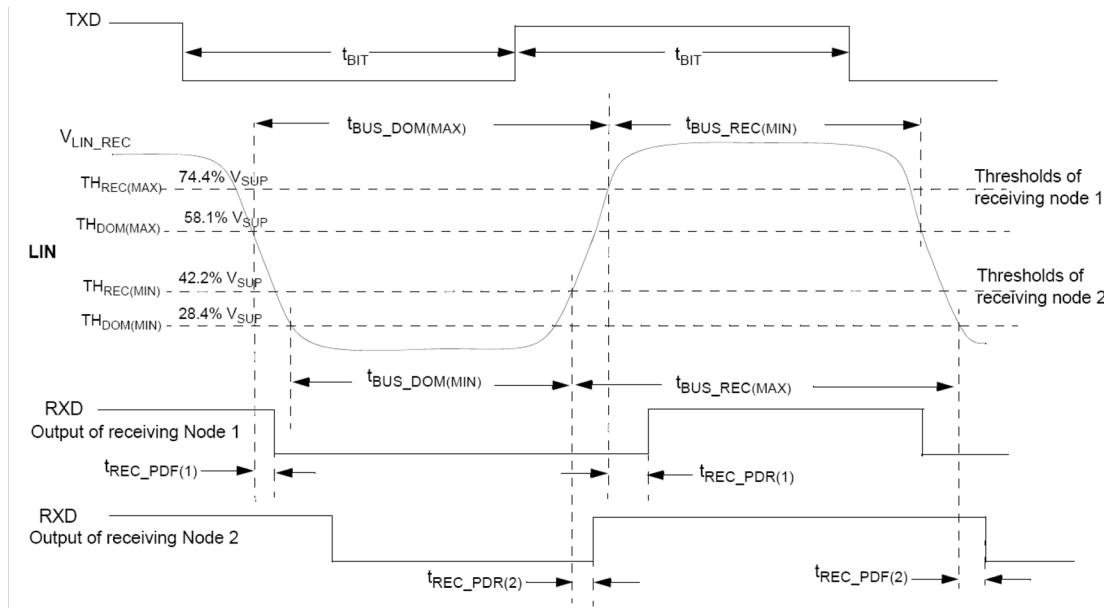 TXD
tBIT
tBIT
tBUS_DOM(MAX)
tBUS_REC(MIN)
VLIN_REC
THREC(MAX) 74.4% VSUP
Thresholds of
receiving node 1
THDOM(MAX) 58.1% VSUP
LIN
THREC(MIN) 42.2% VSUP
Thresholds of
receiving node 2
THDOM(MIN) 28.4% VSUP
tBUS_DOM(MIN)
tBUS_REC(MAX)
RXD
Output of receiving Node 1
tREC_PDF(1)
tREC_PDR(1)
RXD
Output of receiving Node 2
tREC_PDR(2)
tREC_PDF(2)